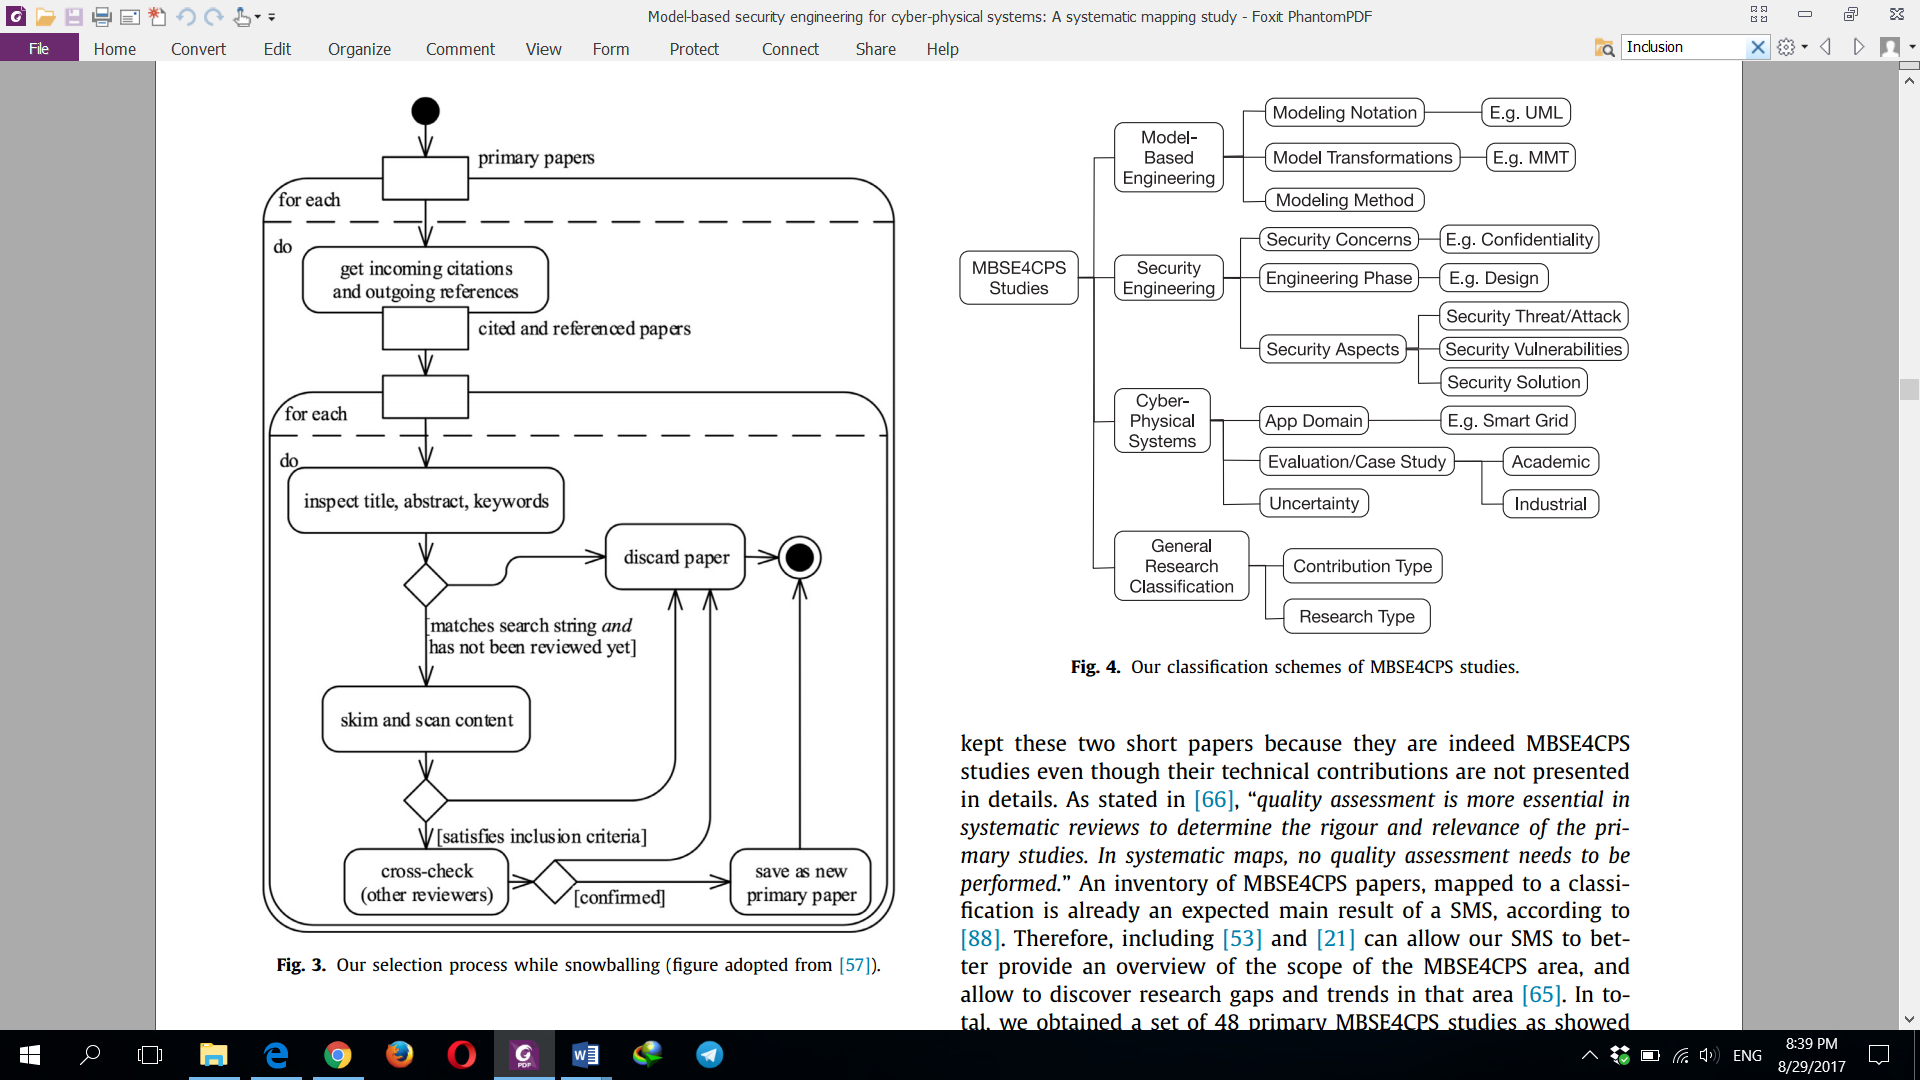 Model-based security engineering for cyber-physical systems: A systematic mapping study - Foxit PhantomPDF
File Home Convert Edit Organize Comment View Form Protect Connect Share Help
Inclusion
primary papers
for each
do
get incoming citations
and outgoing references
cited and referenced papers
for each
do
inspect title, abstract, keywords
discard paper
[matches search string and
has not been reviewed yet]
skim and scan content
[satisfies inclusion criteria]
cross-check
(other reviewers)
[confirmed]
save as new
primary paper
Fig. 3. Our selection process while snowballing (figure adopted from [57]).
MBSE4CPS
Studies
Model-
Based
Engineering
Modeling Notation
E.g. UML
Model Transformations
E.g. MMT
Modeling Method
Security
Engineering
Security Concerns
E.g. Confidentiality
Engineering Phase
E.g. Design
Security Aspects
Security Threat/Attack
Security Vulnerabilities
Security Solution
Cyber-
Physical
Systems
App Domain
E.g. Smart Grid
Evaluation/Case Study
Academic
Industrial
Uncertainty
General
Research
Classification
Contribution Type
Research Type
Fig. 4. Our classification schemes of MBSE4CPS studies.
kept these two short papers because they are indeed MBSE4CPS
studies even though their technical contributions are not presented
in details. As stated in [66], “quality assessment is more essential in
systematic reviews to determine the rigour and relevance of the pri-
mary studies. In systematic maps, no quality assessment needs to be
performed.” An inventory of MBSE4CPS papers, mapped to a classi-
fication is already an expected main result of a SMS, according to
[88]. Therefore, including [53] and [21] can allow our SMS to bet-
ter provide an overview of the scope of the MBSE4CPS area, and
allow to discover research gaps and trends in that area [65]. In to-
tal, we obtained a set of 48 primary MBSE4CPS studies as showed
PDF
ENG
8:39 PM
8/29/2017